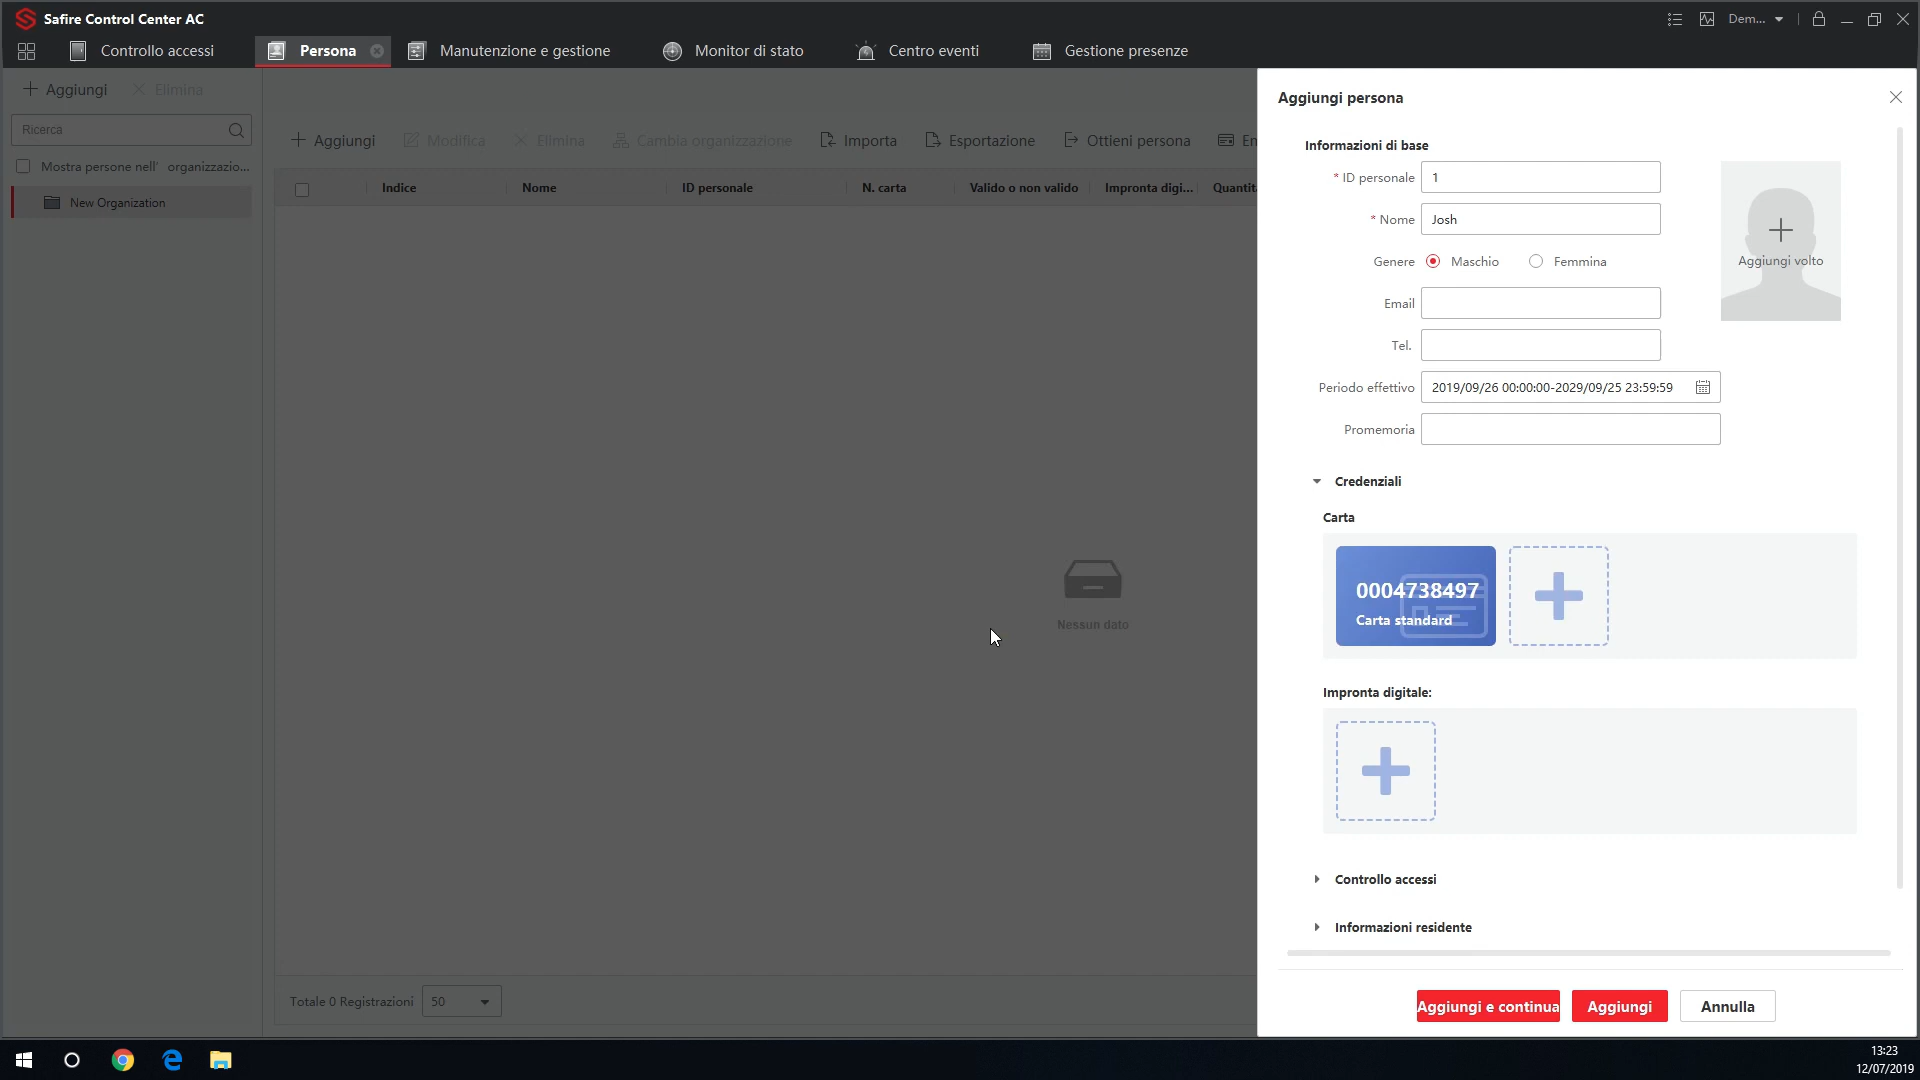 Safire Control Center AC
Dem...
Controllo accessi
Persona
Manutenzione e gestione
Monitor di stato
Centro eventi
Gestione presenze
Aggiungi
Elimina
Ricerca
Mostra persone nell' organizzazio...
New Organization
Aggiungi
Modifica
Elimina
Cambia organizzazione
Importa
Esportazione
Ottieni persona
Indice
Nome
ID personale
N. carta
Valido o non valido
Impronta digi...
Nessun dato
Totale 0 Registrazioni
50
Aggiungi persona
Informazioni di base
* ID personale
1
* Nome
Josh
Genere
Maschio
Femmina
Email
Tel.
Periodo effettivo
2019/09/26 00:00:00-2029/09/25 23:59:59
Promemoria
Aggiungi volto
Credenziali
Carta
0004738497
Carta standard
Impronta digitale:
Controllo accessi
Informazioni residente
Aggiungi e continua
Aggiungi
Annulla
13:23
12/07/2019